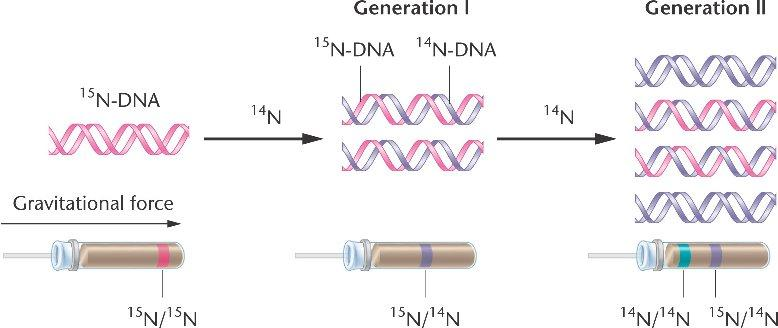 Generation I
Generation II
¹⁵N-DNA
¹⁴N-DNA
¹⁵N-DNA
¹⁴N
¹⁴N
Gravitational force
¹⁵N/¹⁵N
¹⁵N/¹⁴N
¹⁴N/¹⁴N
¹⁵N/¹⁴N